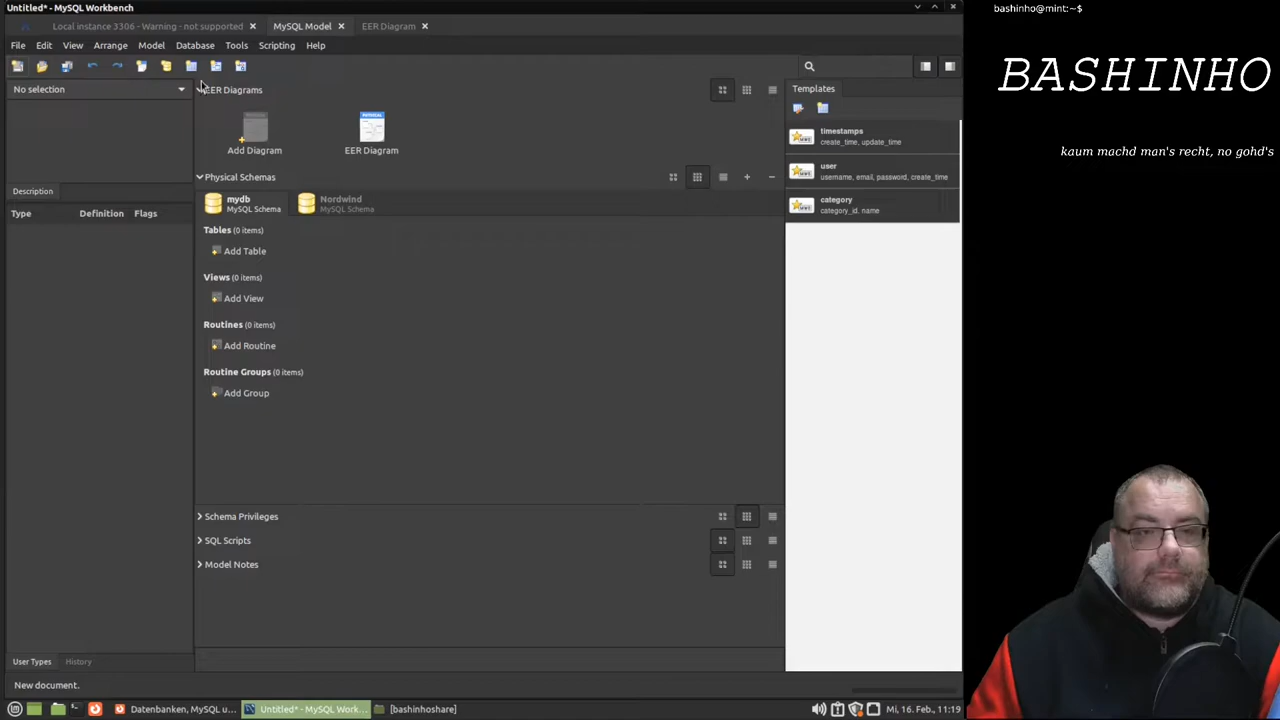 Untitled* - MySQL Workbench
bashinho@mint:~$
Local instance 3306 - Warning - not supported
MySQL Model
EER Diagram
File Edit View Arrange Model Database Tools Scripting Help
No selection
EER Diagrams
Templates
BASHINHO
Add Diagram
EER Diagram
timestamps
create_time, update_time
kaum machd man's recht, no gohd's
user
username, email, password, create_time
Physical Schemas
category
category_id, name
Description
mydb
MySQL Schema
Nordwind
MySQL Schema
Type Definition Flags
Tables (0 items)
Add Table
Views (0 items)
Add View
Routines (0 items)
Add Routine
Routine Groups (0 items)
Add Group
Schema Privileges
SQL Scripts
Model Notes
User Types History
New document.
Datenbanken, MySQL u...
Untitled* - MySQL Work...
[bashinhoshare]
Mi, 16. Feb., 11:19